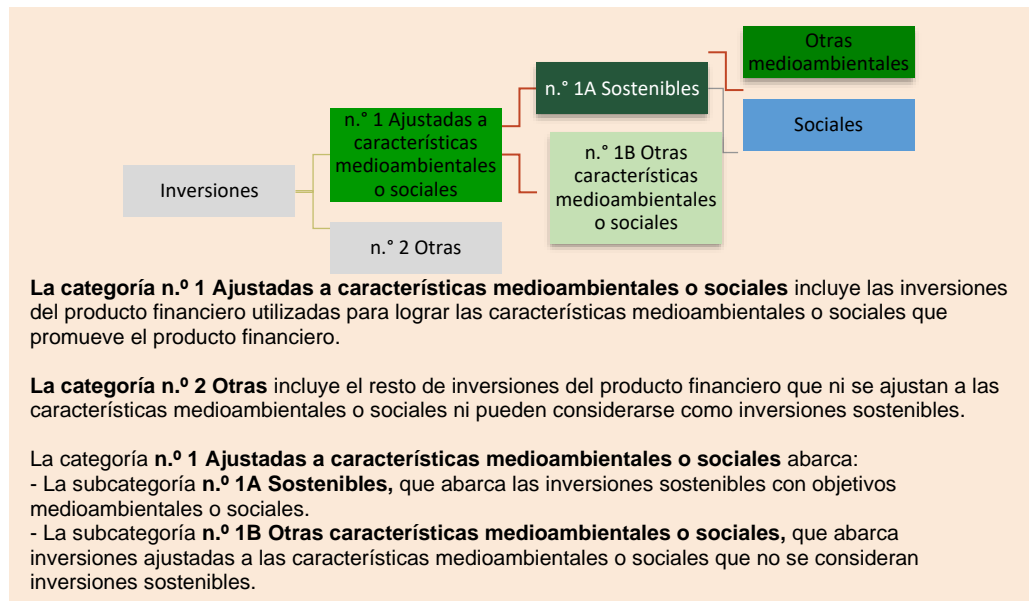 Otras
medioambientales
n.° 1A Sostenibles
n.° 1 Ajustadas a
características
medioambientales
o sociales
Sociales
n.° 1B Otras
características
medioambientales
o sociales
Inversiones
n.° 2 Otras
La categoría n.º 1 Ajustadas a características medioambientales o sociales incluye las inversiones
del producto financiero utilizadas para lograr las características medioambientales o sociales que
promueve el producto financiero.
La categoría n.º 2 Otras incluye el resto de inversiones del producto financiero que ni se ajustan a las
características medioambientales o sociales ni pueden considerarse como inversiones sostenibles.
La categoría n.º 1 Ajustadas a características medioambientales o sociales abarca:
- La subcategoría n.º 1A Sostenibles, que abarca las inversiones sostenibles con objetivos
medioambientales o sociales.
- La subcategoría n.º 1B Otras características medioambientales o sociales, que abarca
inversiones ajustadas a las características medioambientales o sociales que no se consideran
inversiones sostenibles.